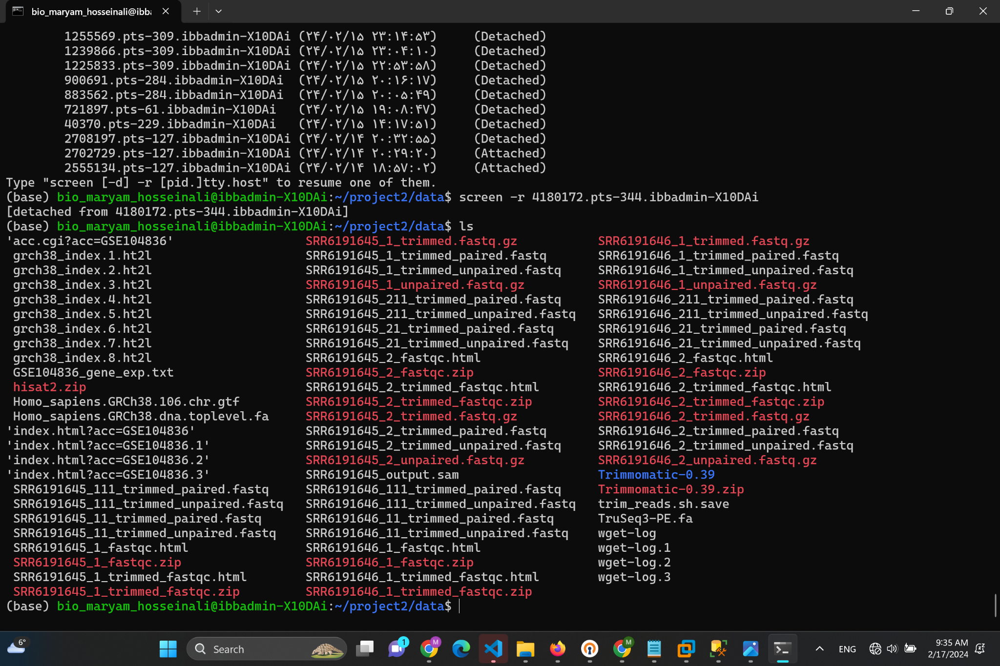 bio_maryam_hosseinali@ibb
1255569.pts-309.ibbadmin-X10DAi (۲۴/۰۲/۱۵ ۲۳:۱۴:۵۳) (Detached)
1239866.pts-309.ibbadmin-X10DAi (۲۴/۰۲/۱۵ ۲۳:۰۴:۱۰) (Detached)
1225833.pts-309.ibbadmin-X10DAi (۲۴/۰۲/۱۵ ۲۲:۵۳:۵۸) (Detached)
900691.pts-284.ibbadmin-X10DAi (۲۴/۰۲/۱۵ ۲۰:۱۶:۱۷) (Detached)
883562.pts-284.ibbadmin-X10DAi (۲۴/۰۲/۱۵ ۲۰:۰۵:۴۹) (Detached)
721897.pts-61.ibbadmin-X10DAi (۲۴/۰۲/۱۵ ۱۹:۰۸:۴۷) (Detached)
40370.pts-229.ibbadmin-X10DAi (۲۴/۰۲/۱۵ ۱۴:۱۷:۵۱) (Detached)
2708197.pts-127.ibbadmin-X10DAi (۲۴/۰۲/۱۴ ۲۰:۳۲:۵۵) (Detached)
2702729.pts-127.ibbadmin-X10DAi (۲۴/۰۲/۱۴ ۲۰:۲۹:۲۰) (Attached)
2555134.pts-127.ibbadmin-X10DAi (۲۴/۰۲/۱۴ ۱۸:۵۷:۰۲) (Attached)
Type "screen [-d] -r [pid.]tty.host" to resume one of them.
(base) bio_maryam_hosseinali@ibbadmin-X10DAi:~/project2/data$ screen -r 4180172.pts-344.ibbadmin-X10DAi
[detached from 4180172.pts-344.ibbadmin-X10DAi]
(base) bio_maryam_hosseinali@ibbadmin-X10DAi:~/project2/data$ ls
'acc.cgi?acc=GSE104836' SRR6191645_1_trimmed.fastq.gz SRR6191646_1_trimmed.fastq.gz
grch38_index.1.ht2l SRR6191645_1_trimmed_paired.fastq SRR6191646_1_trimmed_paired.fastq
grch38_index.2.ht2l SRR6191645_1_trimmed_unpaired.fastq SRR6191646_1_trimmed_unpaired.fastq
grch38_index.3.ht2l SRR6191645_1_unpaired.fastq.gz SRR6191646_1_unpaired.fastq.gz
grch38_index.4.ht2l SRR6191645_211_trimmed_paired.fastq SRR6191646_211_trimmed_paired.fastq
grch38_index.5.ht2l SRR6191645_211_trimmed_unpaired.fastq SRR6191646_211_trimmed_unpaired.fastq
grch38_index.6.ht2l SRR6191645_21_trimmed_paired.fastq SRR6191646_21_trimmed_paired.fastq
grch38_index.7.ht2l SRR6191645_21_trimmed_unpaired.fastq SRR6191646_21_trimmed_unpaired.fastq
grch38_index.8.ht2l SRR6191645_2_fastqc.html SRR6191646_2_fastqc.html
GSE104836_gene_exp.txt SRR6191645_2_fastqc.zip SRR6191646_2_fastqc.zip
hisat2.zip SRR6191645_2_trimmed_fastqc.html SRR6191646_2_trimmed_fastqc.html
Homo_sapiens.GRCh38.106.chr.gtf SRR6191645_2_trimmed_fastqc.zip SRR6191646_2_trimmed_fastqc.zip
Homo_sapiens.GRCh38.dna.toplevel.fa SRR6191645_2_trimmed.fastq.gz SRR6191646_2_trimmed.fastq.gz
'index.html?acc=GSE104836' SRR6191645_2_trimmed_paired.fastq SRR6191646_2_trimmed_paired.fastq
'index.html?acc=GSE104836.1' SRR6191645_2_trimmed_unpaired.fastq SRR6191646_2_trimmed_unpaired.fastq
'index.html?acc=GSE104836.2' SRR6191645_2_unpaired.fastq.gz SRR6191646_2_unpaired.fastq.gz
'index.html?acc=GSE104836.3' SRR6191645_output.sam Trimmomatic-0.39
SRR6191645_111_trimmed_paired.fastq SRR6191646_111_trimmed_paired.fastq Trimmomatic-0.39.zip
SRR6191645_111_trimmed_unpaired.fastq SRR6191646_111_trimmed_unpaired.fastq trim_reads.sh.save
SRR6191645_11_trimmed_paired.fastq SRR6191646_11_trimmed_paired.fastq TruSeq3-PE.fa
SRR6191645_11_trimmed_unpaired.fastq SRR6191646_11_trimmed_unpaired.fastq wget-log
SRR6191645_1_fastqc.html SRR6191646_1_fastqc.html wget-log.1
SRR6191645_1_fastqc.zip SRR6191646_1_fastqc.zip wget-log.2
SRR6191645_1_trimmed_fastqc.html SRR6191646_1_trimmed_fastqc.html wget-log.3
SRR6191645_1_trimmed_fastqc.zip SRR6191646_1_trimmed_fastqc.zip
(base) bio_maryam_hosseinali@ibbadmin-X10DAi:~/project2/data$
6° Search 1 M M ENG 9:35 AM
2/17/2024